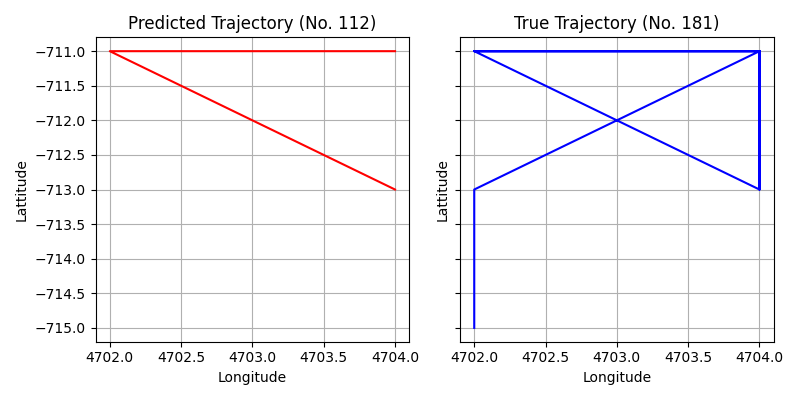 Predicted Trajectory (No. 112)
True Trajectory (No. 181)
−711.0
−711.5
−712.0
−712.5
−713.0
−713.5
−714.0
−714.5
−715.0
Lattitude
Lattitude
4702.0 4702.5 4703.0 4703.5 4704.0
4702.0 4702.5 4703.0 4703.5 4704.0
Longitude
Longitude